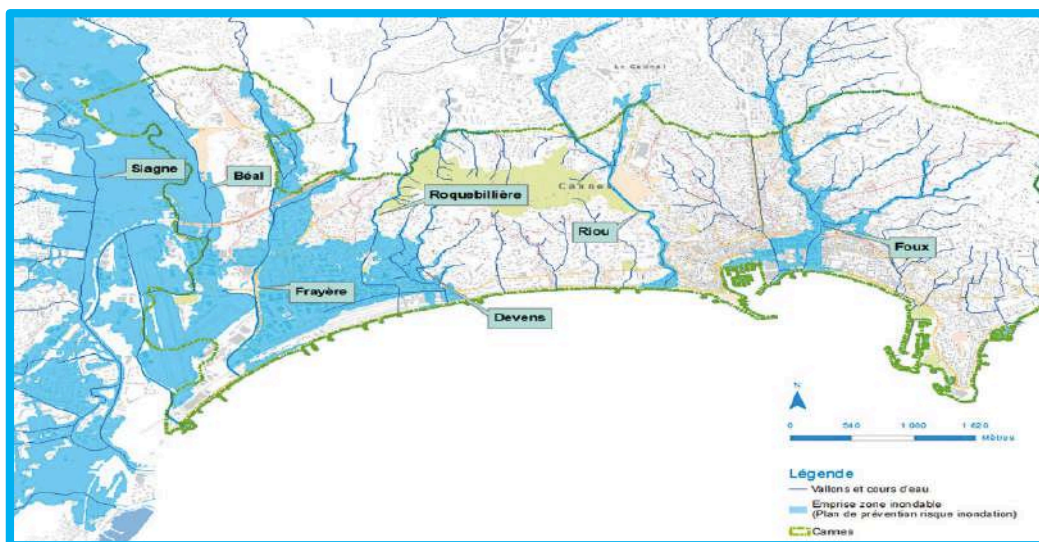 Le Cannet
Siagne
Béal
Roquebillière
Cannes
Riou
Foux
Frayère
Devens
N
0 540 1 080 1 620
Mètres
Légende
Vallons et cours d'eau
Emprise zone inondable
(Plan de prévention risque inondation)
Cannes